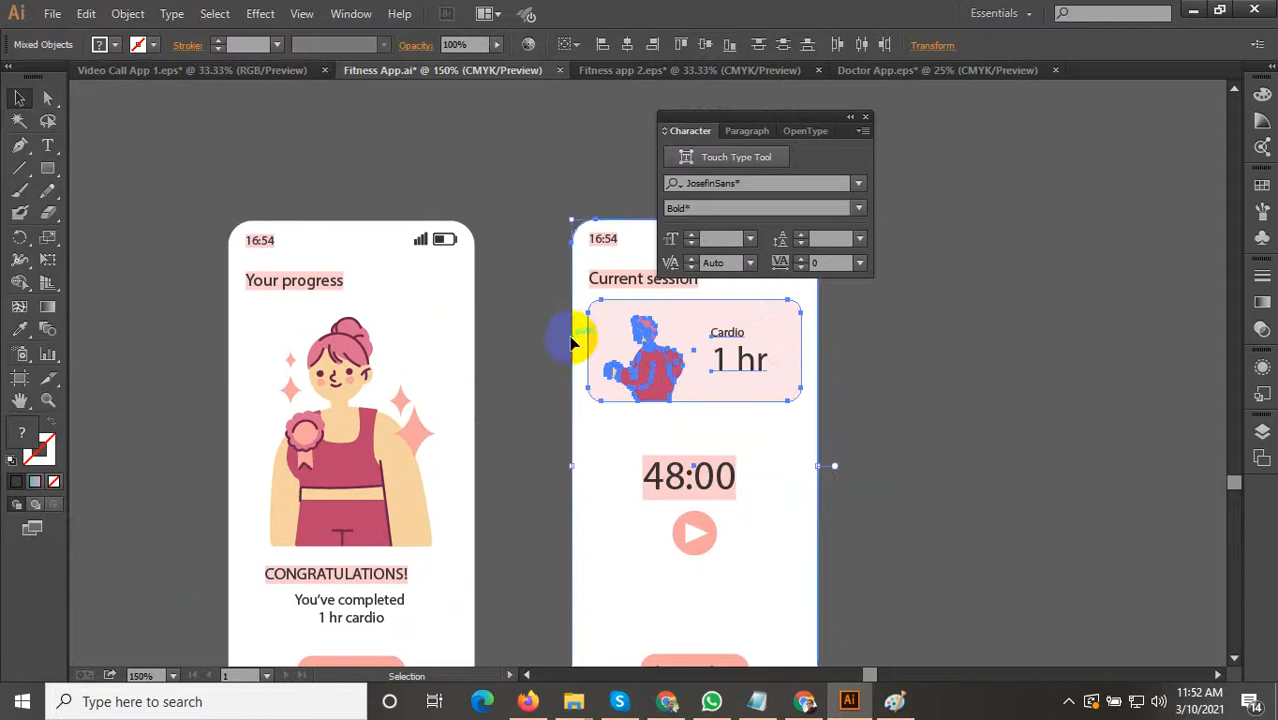 Ai File Edit Object Type Select Effect View Window Help Br Essentials
Mixed Objects ? Stroke: Opacity: 100% Transform
Video Call App 1.eps* @ 33.33% (RGB/Preview) × Fitness App.ai* @ 150% (CMYK/Preview) × Fitness app 2.eps* @ 33.33% (CMYK/Preview) × Doctor App.eps* @ 25% (CMYK/Preview) ×
Character Paragraph OpenType
Touch Type Tool
JosefinSans*
Bold*
Auto 0
16:54
Your progress
CONGRATULATIONS!
You've completed
1 hr cardio
16:54
Current session
Cardio
1 hr
48:00
?
150% 1 Selection
Type here to search
Ai
11:52 AM
3/10/2021
14